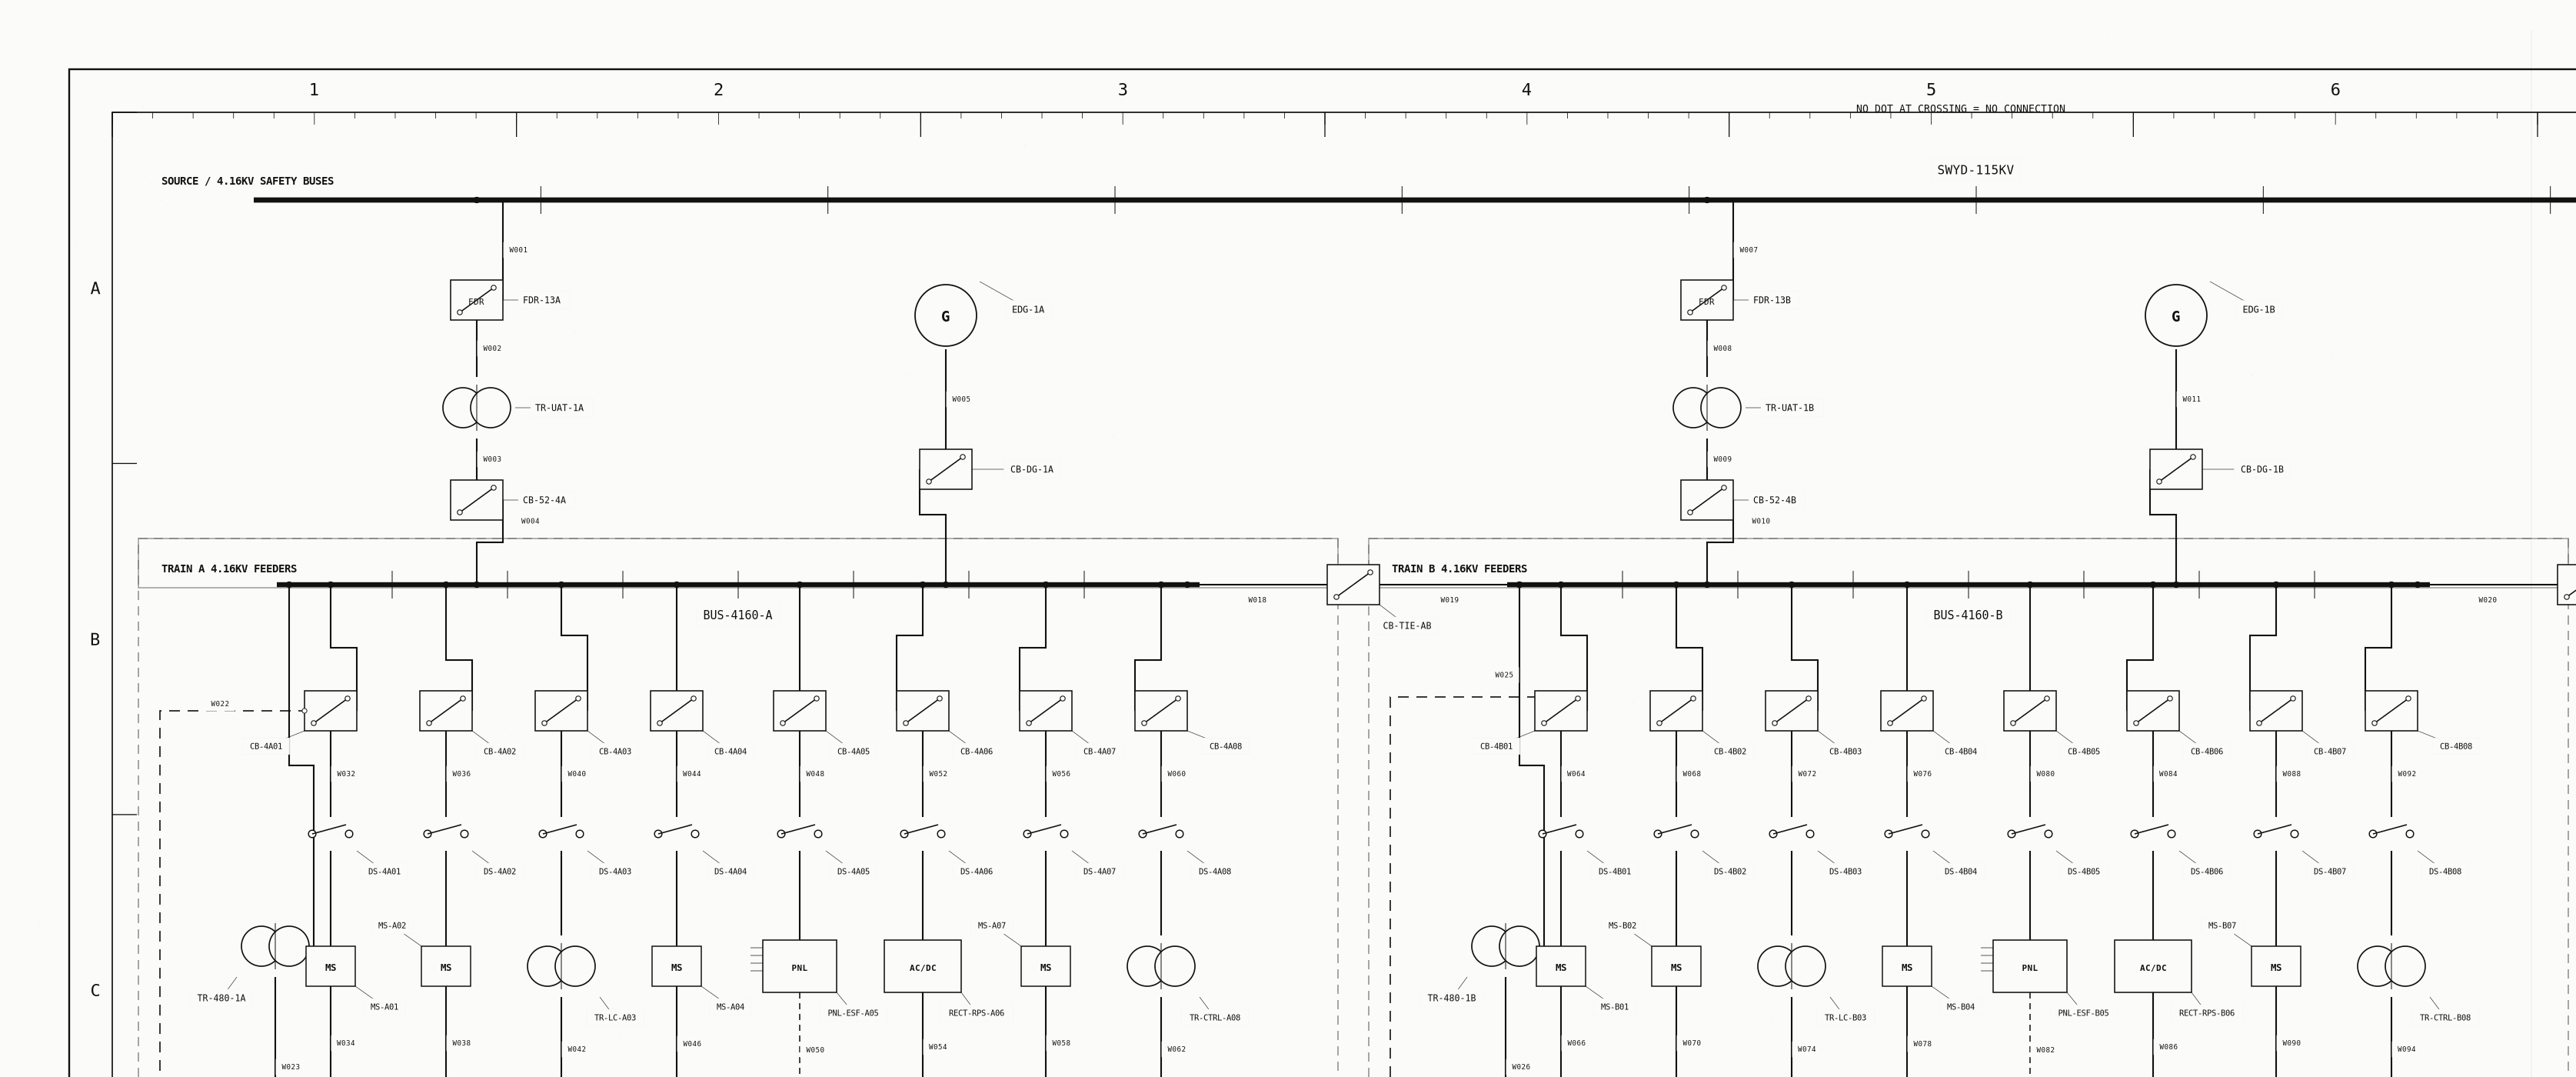 1 2 3 4 5 6
NO DOT AT CROSSING = NO CONNECTION
SWYD-115KV
SOURCE / 4.16KV SAFETY BUSES
W001 W007
A
FDR FDR-13A EDG-1A FDR FDR-13B EDG-1B
G G
W002 W008
W005 W011
TR-UAT-1A TR-UAT-1B
W003 W009
CB-DG-1A CB-DG-1B
CB-52-4A CB-52-4B
W004 W010
TRAIN A 4.16KV FEEDERS TRAIN B 4.16KV FEEDERS
W018 W019 W020
BUS-4160-A CB-TIE-AB BUS-4160-B
B
W025
W022
CB-4A01 CB-4A02 CB-4A03 CB-4A04 CB-4A05 CB-4A06 CB-4A07 CB-4A08 CB-4B01 CB-4B02 CB-4B03 CB-4B04 CB-4B05 CB-4B06 CB-4B07 CB-4B08
W032 W036 W040 W044 W048 W052 W056 W060 W064 W068 W072 W076 W080 W084 W088 W092
DS-4A01 DS-4A02 DS-4A03 DS-4A04 DS-4A05 DS-4A06 DS-4A07 DS-4A08 DS-4B01 DS-4B02 DS-4B03 DS-4B04 DS-4B05 DS-4B06 DS-4B07 DS-4B08
MS-A02 MS-A07 MS-B02 MS-B07
MS MS MS PNL AC/DC MS MS MS MS PNL AC/DC MS
C
TR-480-1A MS-A01 TR-LC-A03 MS-A04 PNL-ESF-A05 RECT-RPS-A06 TR-CTRL-A08 TR-480-1B MS-B01 TR-LC-B03 MS-B04 PNL-ESF-B05 RECT-RPS-B06 TR-CTRL-B08
W034 W038 W042 W046 W050 W054 W058 W062 W066 W070 W074 W078 W082 W086 W090 W094
W023 W026